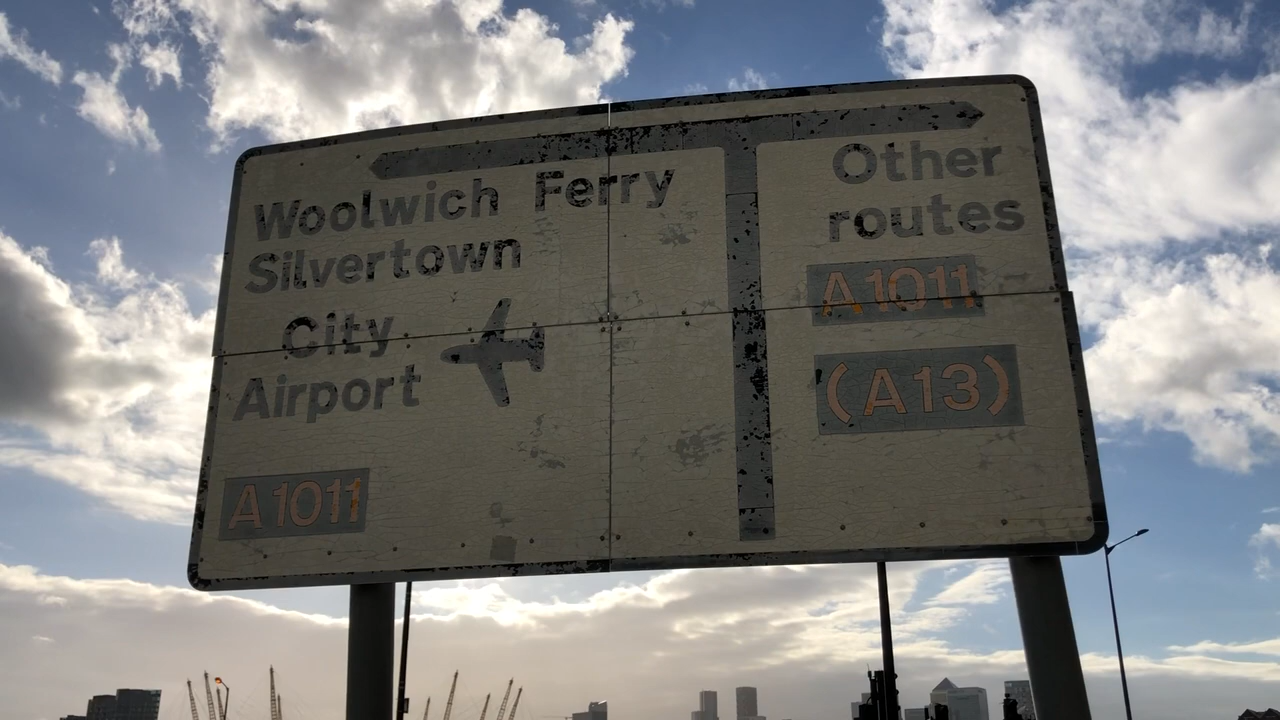 Woolwich Ferry
Silvertown
City
Airport
A1011
Other
routes
A1011
(A13)